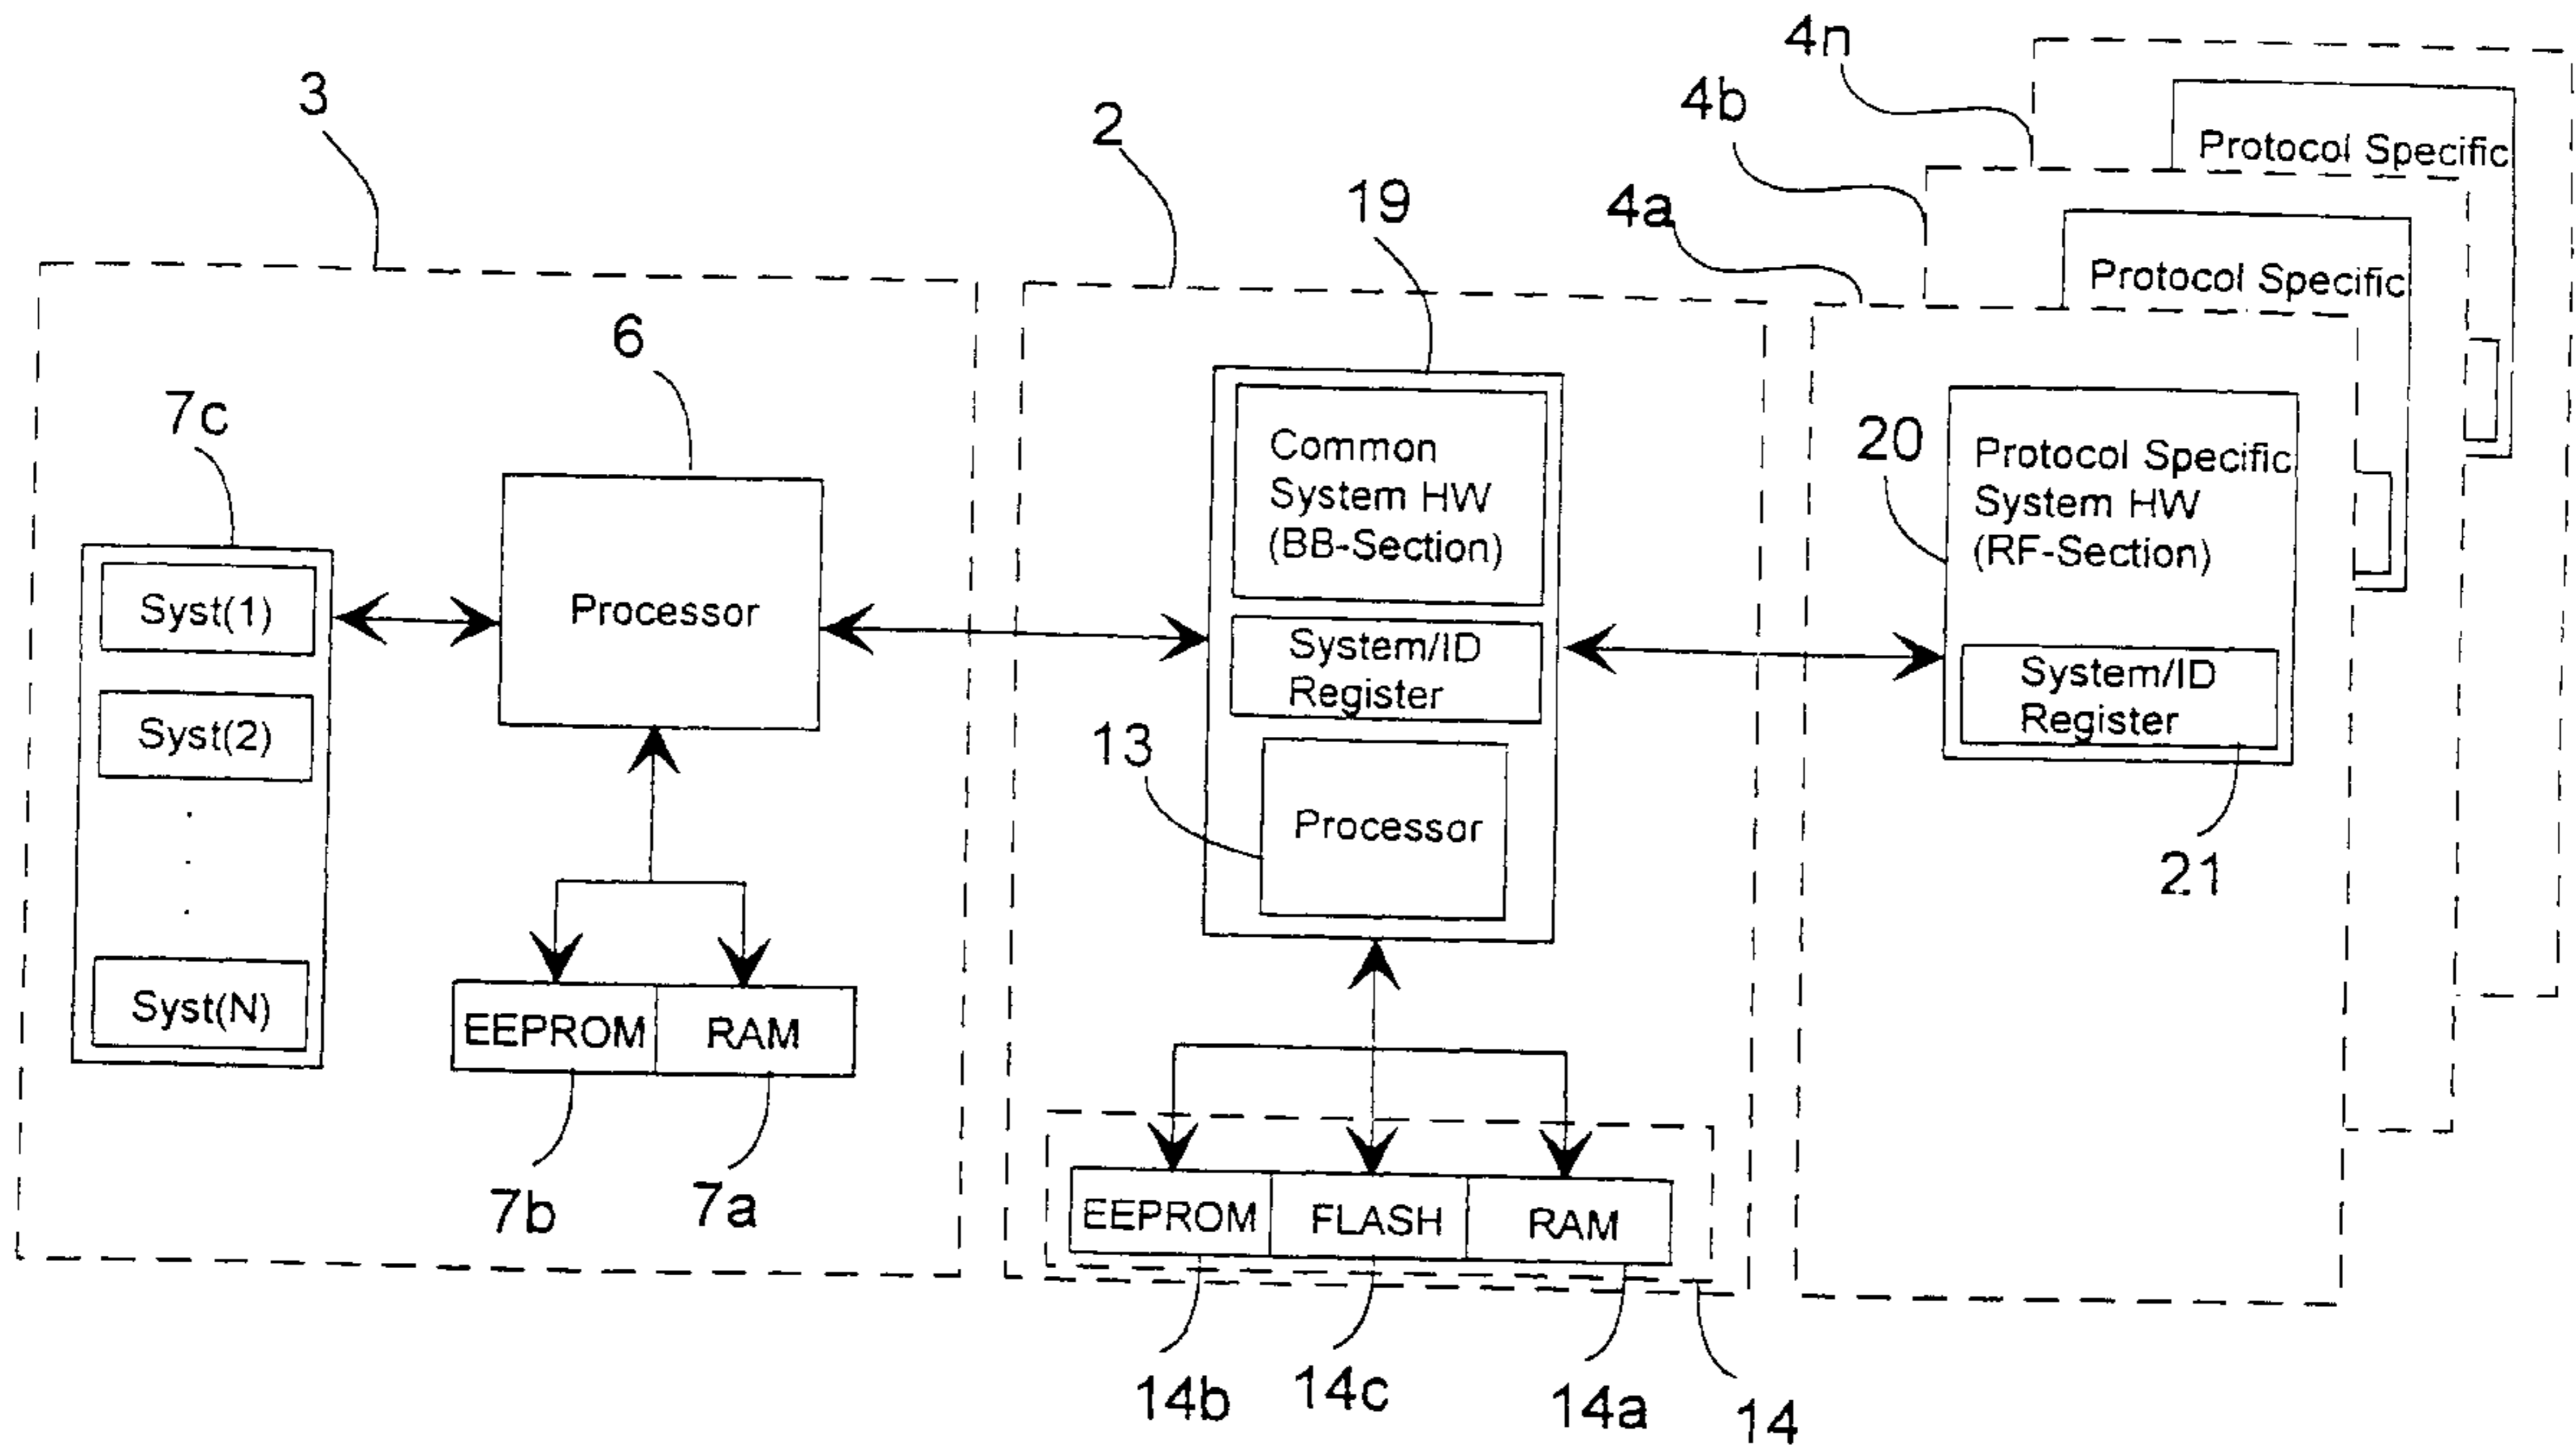 4n
3
4b
2
Protocol Specific
19
4a
Protocol Specific
6
7c
Common
System HW
(BB-Section)
20
Protocol Specific
System HW
(RF-Section)
Syst(1)
Processor
System/ID
Register
System/ID
Register
Syst(2)
13
Processor
21
Syst(N)
EEPROM
RAM
7b
7a
EEPROM
FLASH
RAM
14b
14c
14a
14